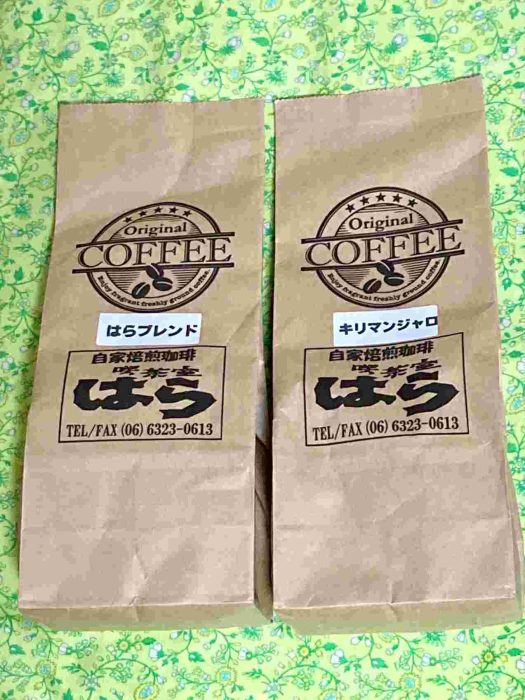 ★★★★★
Original
COFFEE
Enjoy fragrant freshly ground coffee.
はらブレンド
自家焙煎珈琲
喫茶室
はら
TEL/FAX (06) 6323-0613
★★★★★
Original
COFFEE
Enjoy fragrant freshly ground coffee.
キリマンジャロ
自家焙煎珈琲
喫茶室
はら
TEL/FAX (06) 6323-0613